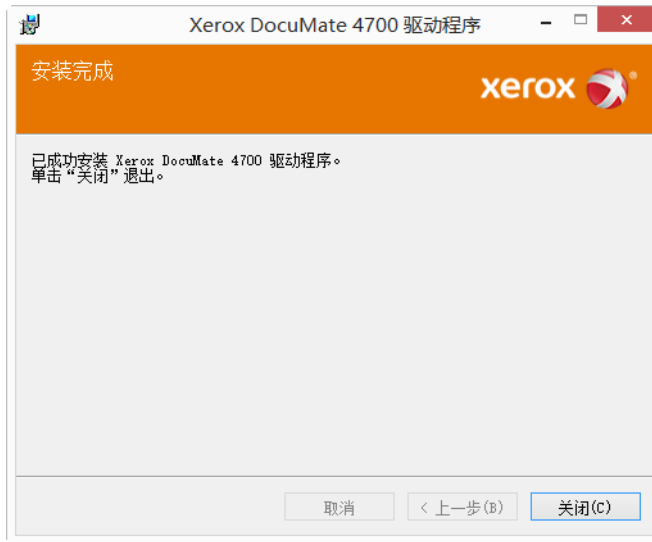 Xerox DocuMate 4700 驱动程序
安装完成
xerox
已成功安装 Xerox DocuMate 4700 驱动程序。
单击“关闭”退出。
取消
< 上一步(B)
关闭(C)